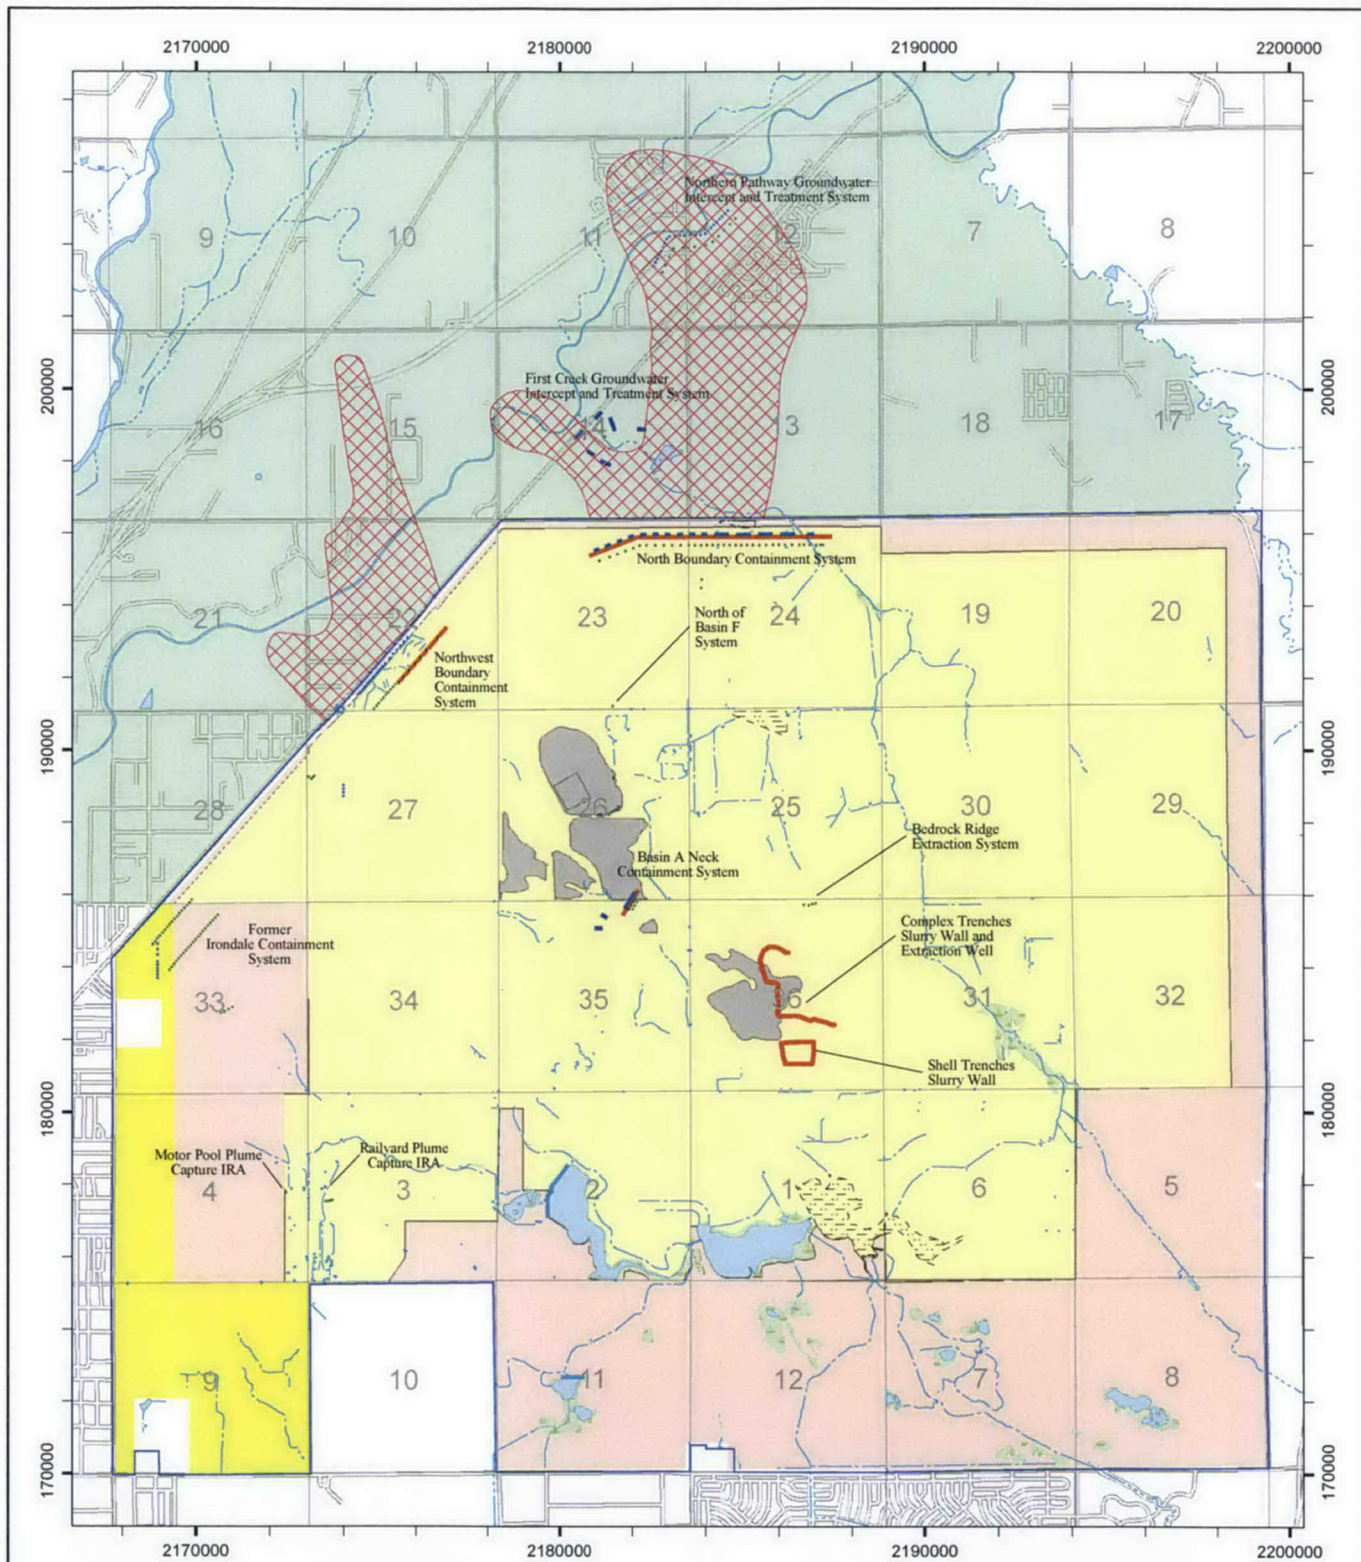 2170000 2180000 2190000 2200000
Northern Pathway Groundwater
Intercept and Treatment System
9 10 11 12 7 8
200000 200000
First Creek Groundwater
Intercept and Treatment System
16 15 14 13 18 17
North Boundary Containment System
21 22 23 24 19 20
North of
Basin F
System
Northwest
Boundary
Containment
System
190000 190000
28 27 26 25 30 29
Bedrock Ridge
Extraction System
Basin A Neck
Containment System
Complex Trenches
Slurry Wall and
Extraction Well
Former
Irondale Containment
System
33 34 35 36 31 32
Shell Trenches
Slurry Wall
180000 180000
Motor Pool Plume
Capture IRA
Railyard Plume
Capture IRA
4 3 2 1 6 5
9 10 11 12 7 8
170000 170000
2170000 2180000 2190000 2200000